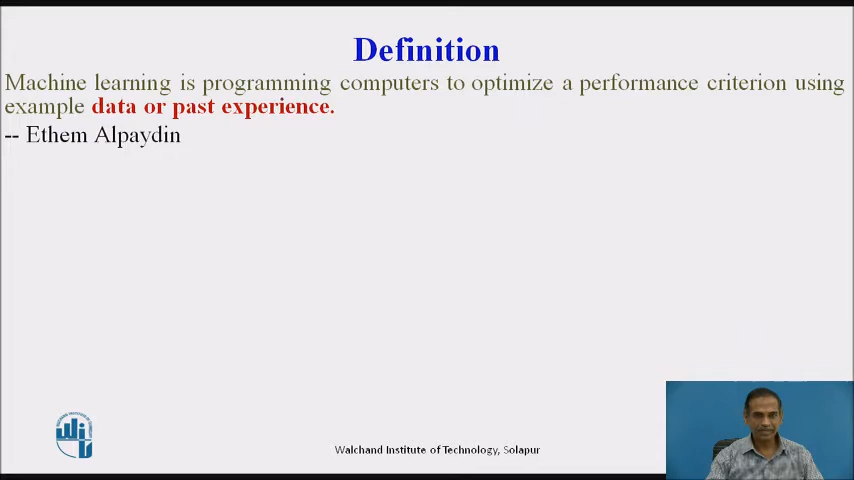 Definition
Machine learning is programming computers to optimize a performance criterion using
example data or past experience.
-- Ethem Alpaydin
Walchand Institute of Technology, Solapur